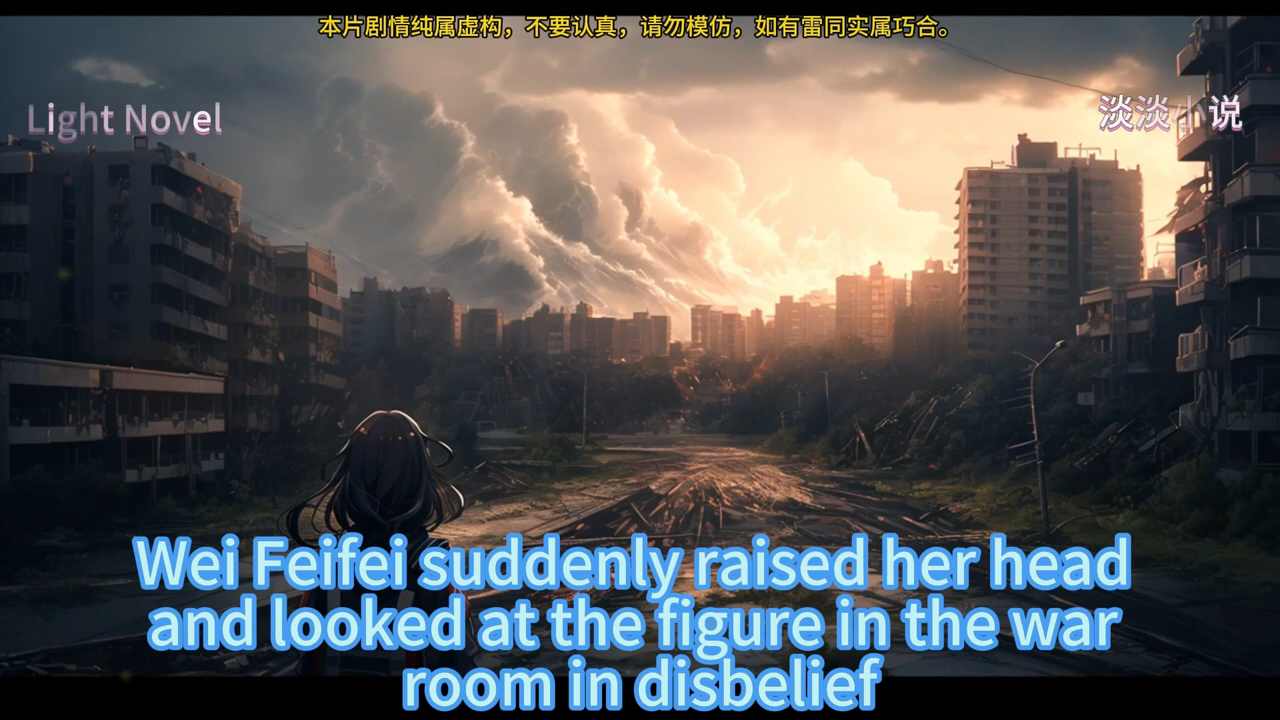 本片剧情纯属虚构，不要认真，请勿模仿，如有雷同实属巧合。
Light Novel
淡淡小说
Wei Feifei suddenly raised her head
and looked at the figure in the war
room in disbelief